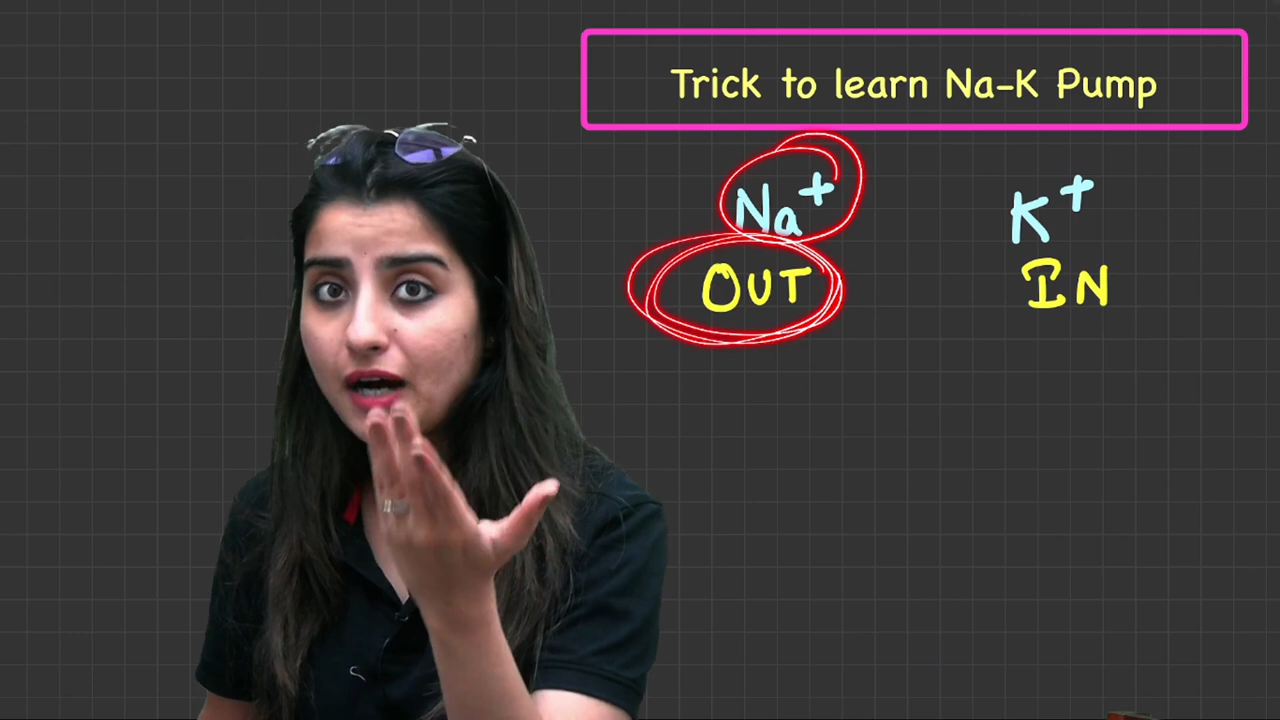 Trick to learn Na-K Pump
Na⁺ K⁺
OUT IN